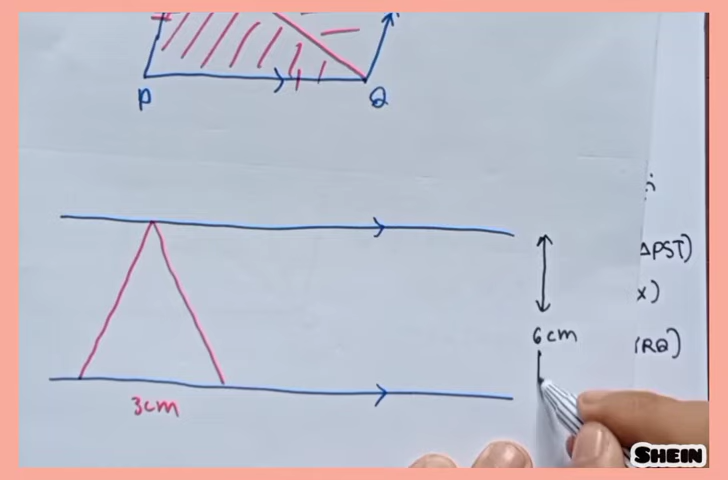 P
Q
ΔPST)
x)
6cm
(RQ)
3cm
SHEIN